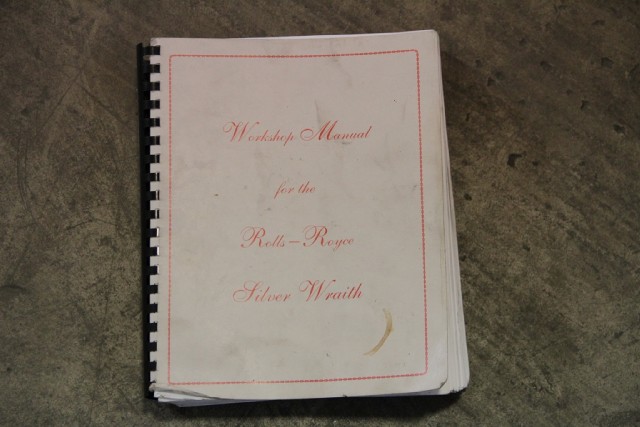 Workshop Manual
for the
Rolls-Royce
Silver Wraith